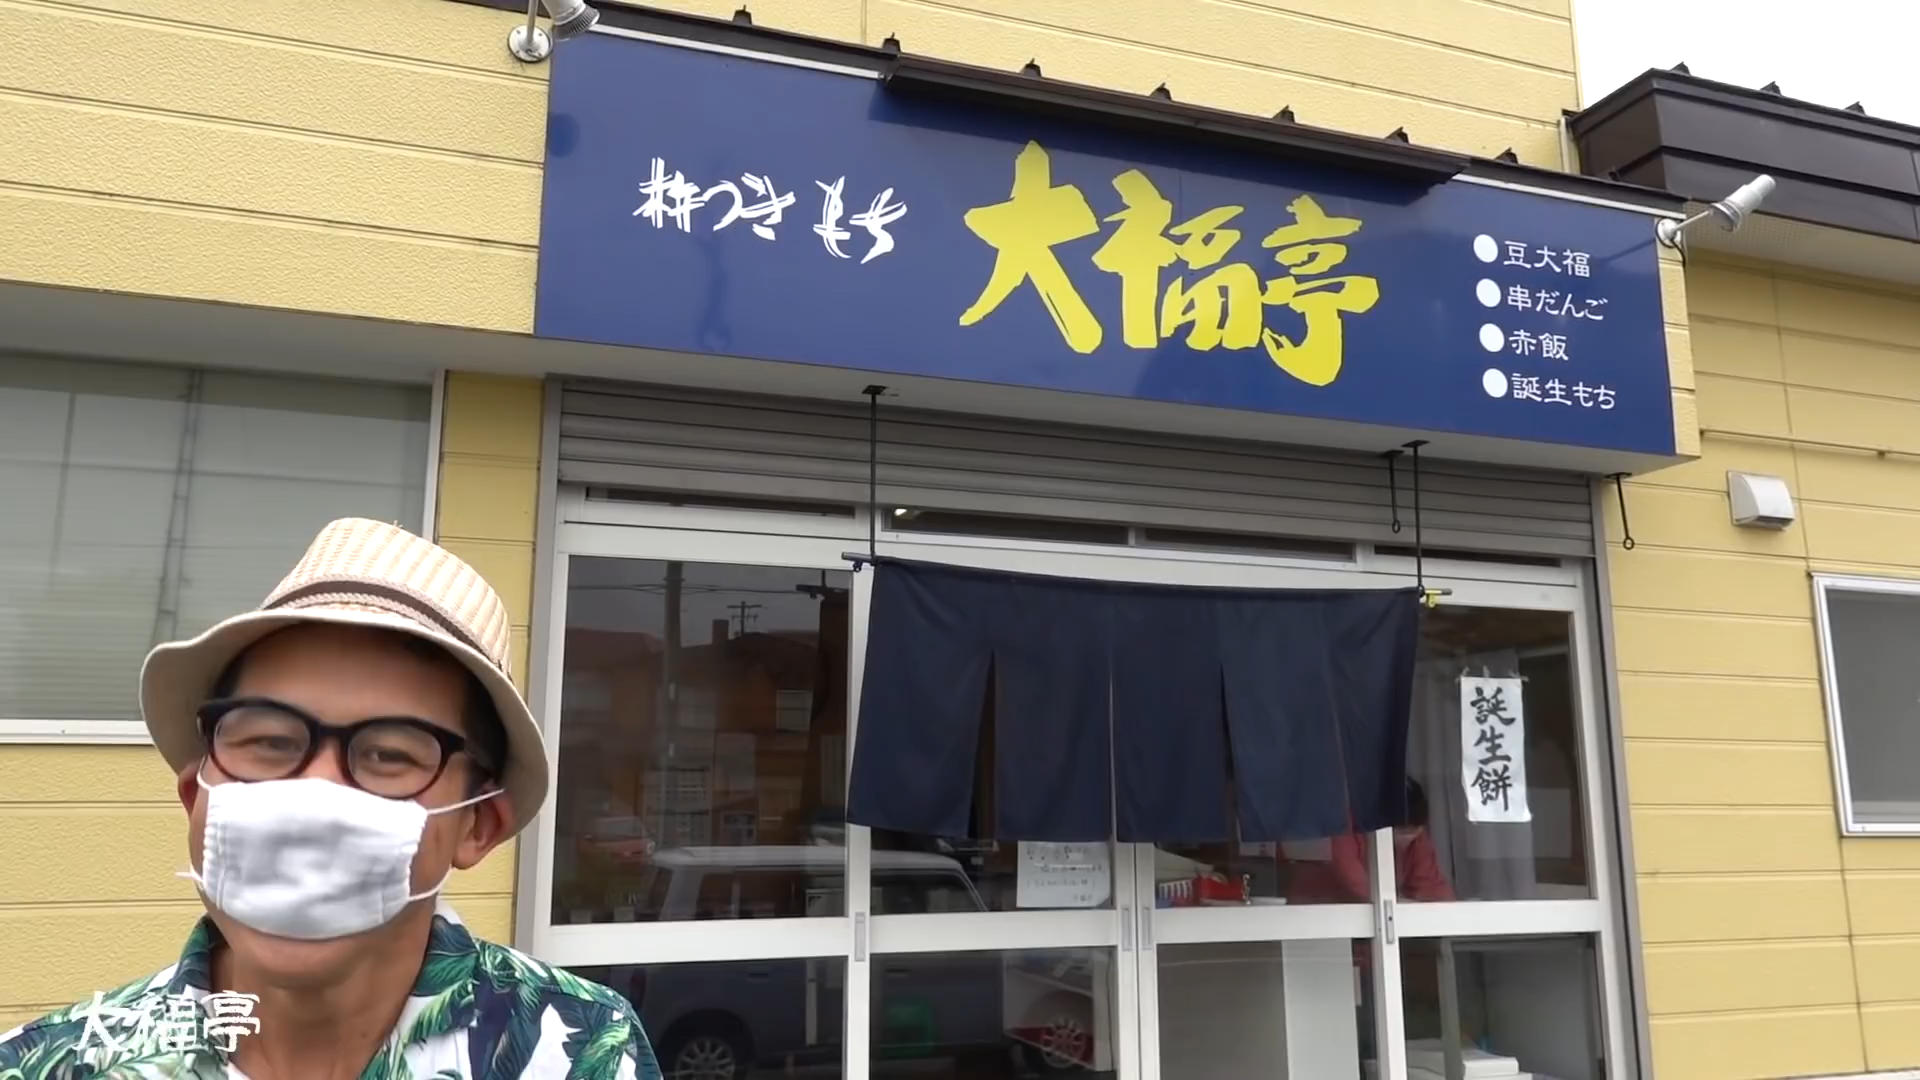 杵つき もち
大福亭
●豆大福
●串だんご
●赤飯
●誕生もち
誕生餅
大福亭